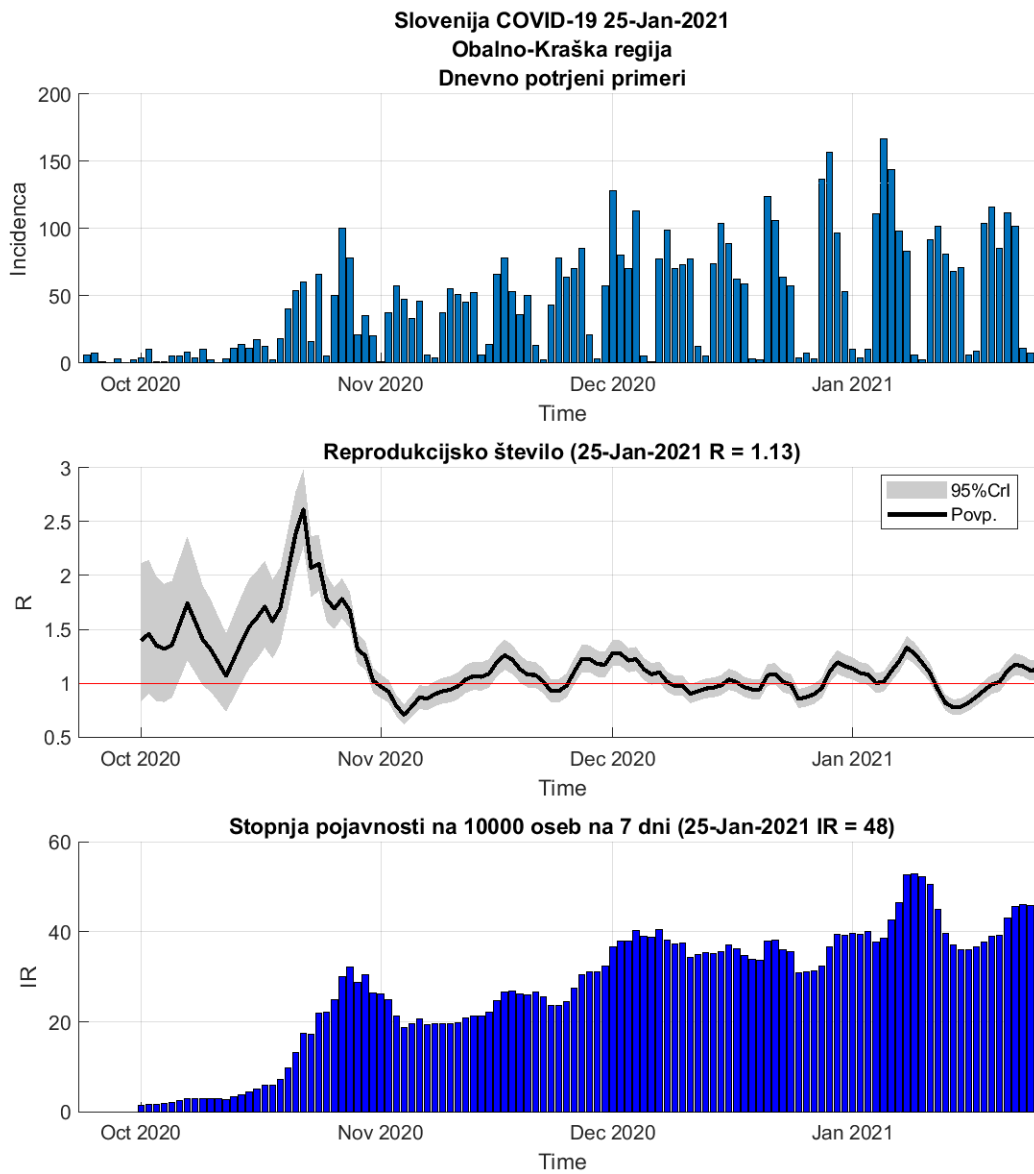 Slovenija COVID-19 25-Jan-2021
Obalno-Kraška regija
Dnevno potrjeni primeri
200
150
100
50
0
Incidenca
Oct 2020 Nov 2020 Dec 2020 Jan 2021
Time
Reprodukcijsko število (25-Jan-2021 R = 1.13)
3
2.5
2
1.5
1
0.5
R
95%CrI
Povp.
Oct 2020 Nov 2020 Dec 2020 Jan 2021
Time
Stopnja pojavnosti na 10000 oseb na 7 dni (25-Jan-2021 IR = 48)
60
40
20
0
IR
Oct 2020 Nov 2020 Dec 2020 Jan 2021
Time